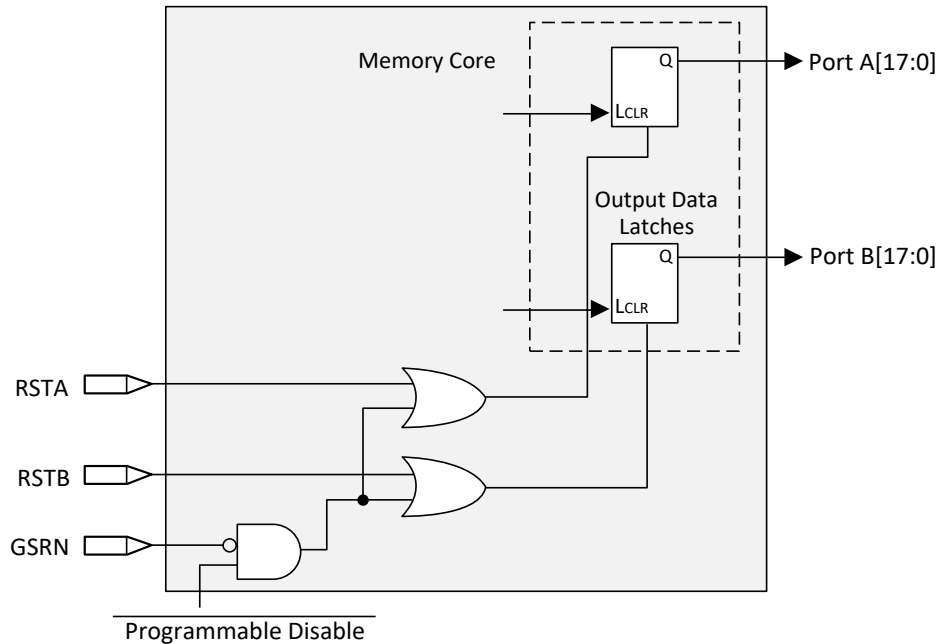 Memory Core
Q
Port A[17:0]
LCLR
Output Data
Latches
Q
Port B[17:0]
LCLR
RSTA
RSTB
GSRN
Programmable Disable